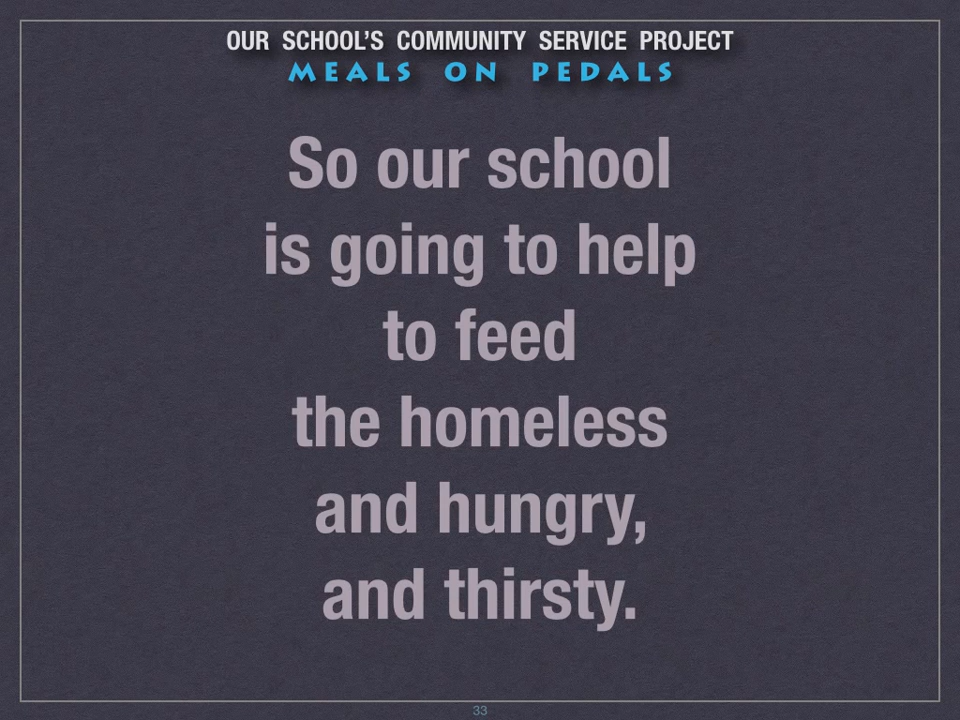 OUR SCHOOL'S COMMUNITY SERVICE PROJECT
MEALS ON PEDALS
So our school
is going to help
to feed
the homeless
and hungry,
and thirsty.
33